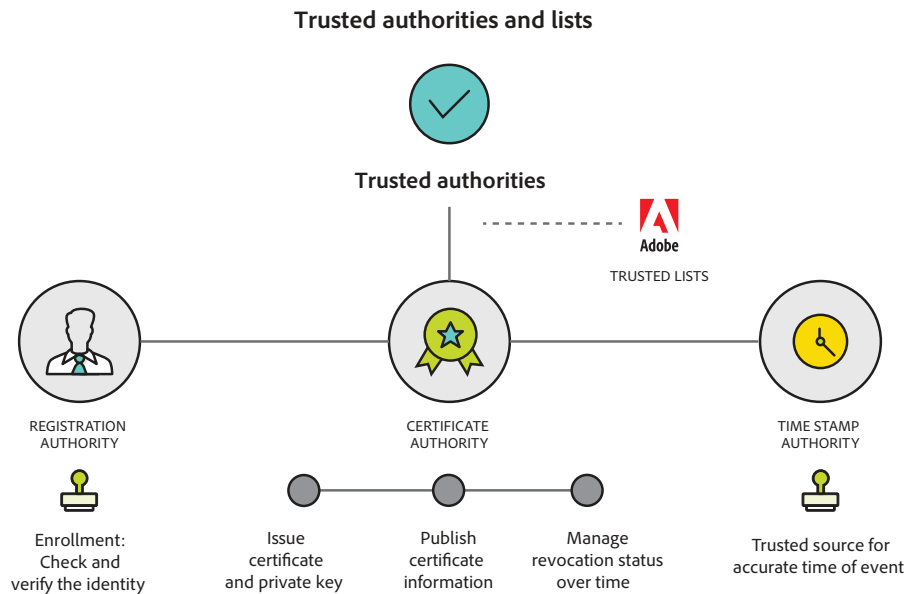 Trusted authorities and lists
Trusted authorities
Adobe
TRUSTED LISTS
REGISTRATION
AUTHORITY
CERTIFICATE
AUTHORITY
TIME STAMP
AUTHORITY
Enrollment:
Check and
verify the identity
Issue
certificate
and private key
Publish
certificate
information
Manage
revocation status
over time
Trusted source for
accurate time of event